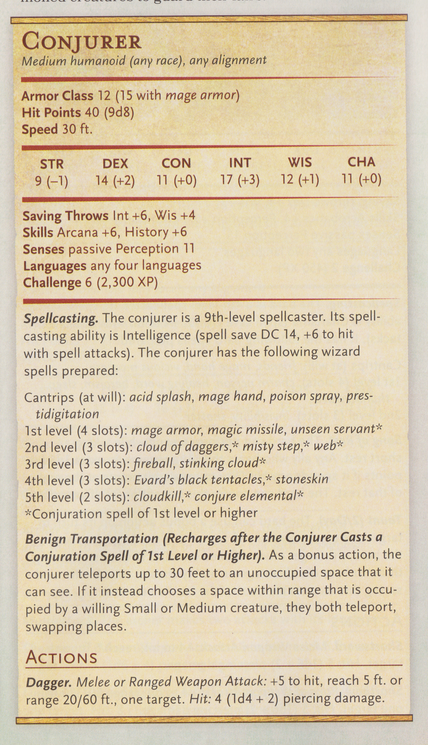 CONJURER
Medium humanoid (any race), any alignment
Armor Class 12 (15 with mage armor)
Hit Points 40 (9d8)
Speed 30 ft.
STR DEX CON INT WIS CHA
9 (–1) 14 (+2) 11 (+0) 17 (+3) 12 (+1) 11 (+0)
Saving Throws Int +6, Wis +4
Skills Arcana +6, History +6
Senses passive Perception 11
Languages any four languages
Challenge 6 (2,300 XP)
Spellcasting. The conjurer is a 9th-level spellcaster. Its spell-
casting ability is Intelligence (spell save DC 14, +6 to hit
with spell attacks). The conjurer has the following wizard
spells prepared:
Cantrips (at will): acid splash, mage hand, poison spray, pres-
tidigitation
1st level (4 slots): mage armor, magic missile, unseen servant*
2nd level (3 slots): cloud of daggers,* misty step,* web*
3rd level (3 slots): fireball, stinking cloud*
4th level (3 slots): Evard's black tentacles,* stoneskin
5th level (2 slots): cloudkill,* conjure elemental*
*Conjuration spell of 1st level or higher
Benign Transportation (Recharges after the Conjurer Casts a
Conjuration Spell of 1st Level or Higher). As a bonus action, the
conjurer teleports up to 30 feet to an unoccupied space that it
can see. If it instead chooses a space within range that is occu-
pied by a willing Small or Medium creature, they both teleport,
swapping places.
ACTIONS
Dagger. Melee or Ranged Weapon Attack: +5 to hit, reach 5 ft. or
range 20/60 ft., one target. Hit: 4 (1d4 + 2) piercing damage.